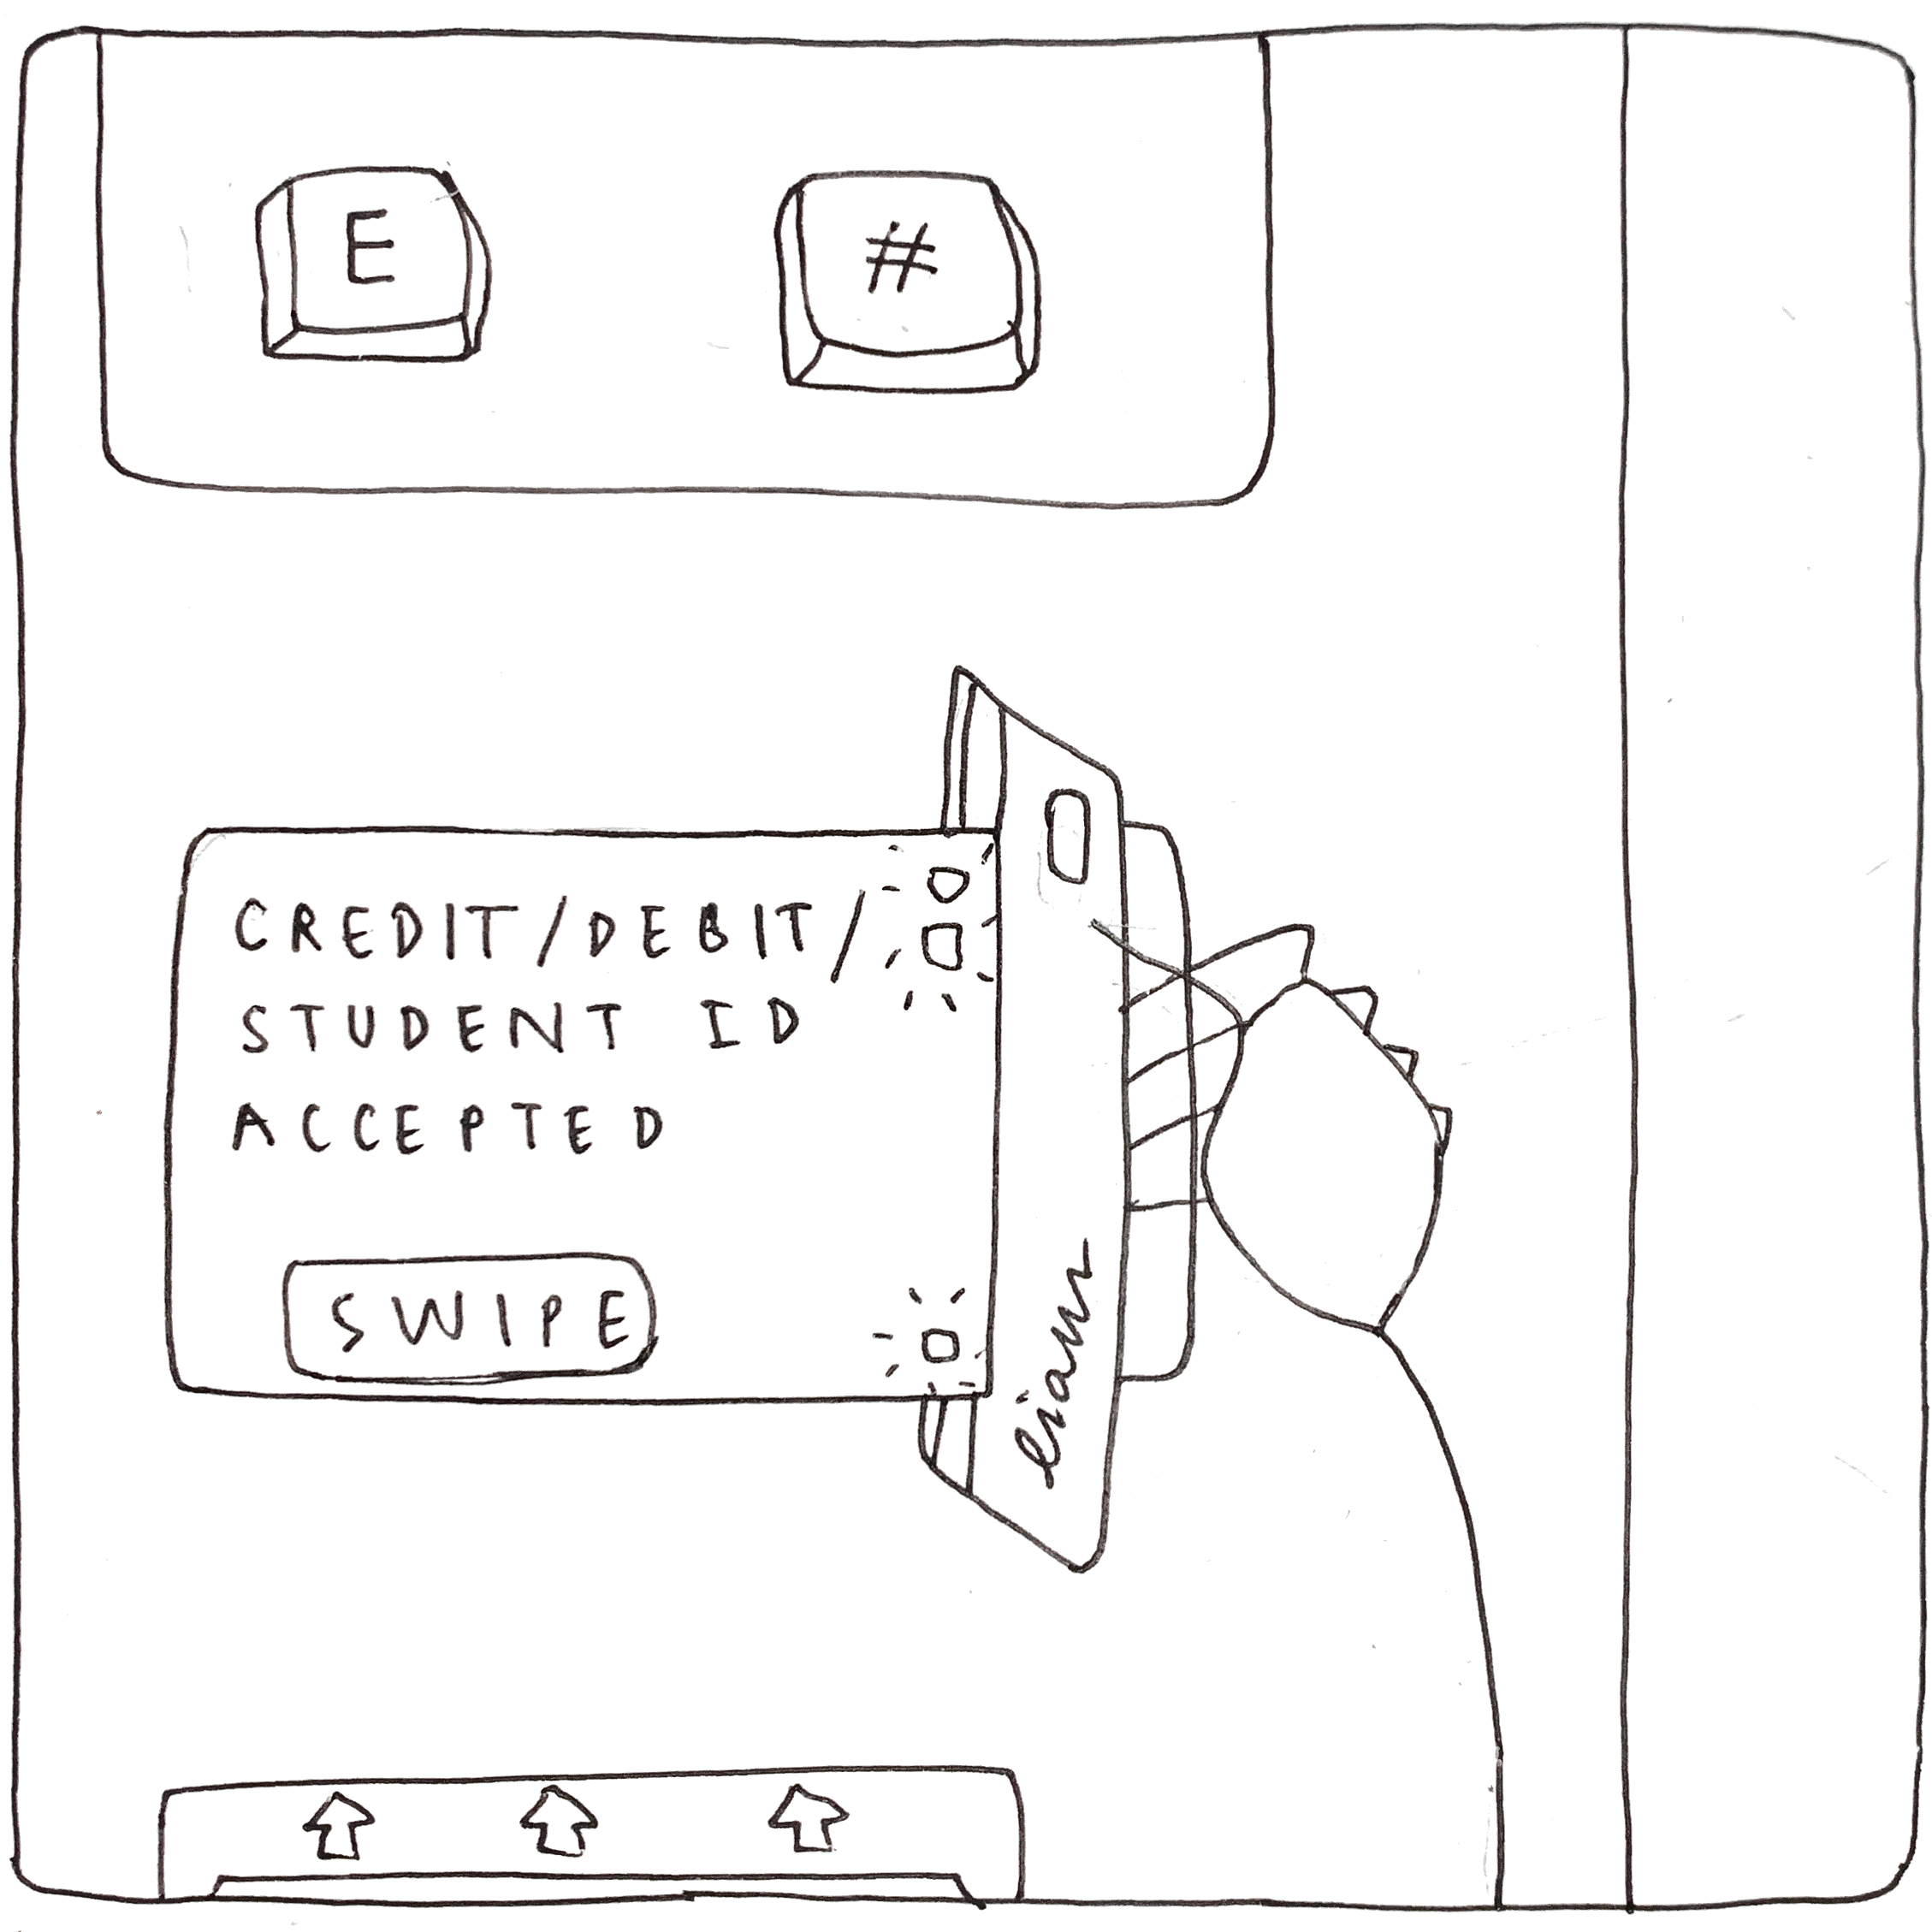 E #
CREDIT/DEBIT/
STUDENT ID
ACCEPTED
SWIPE